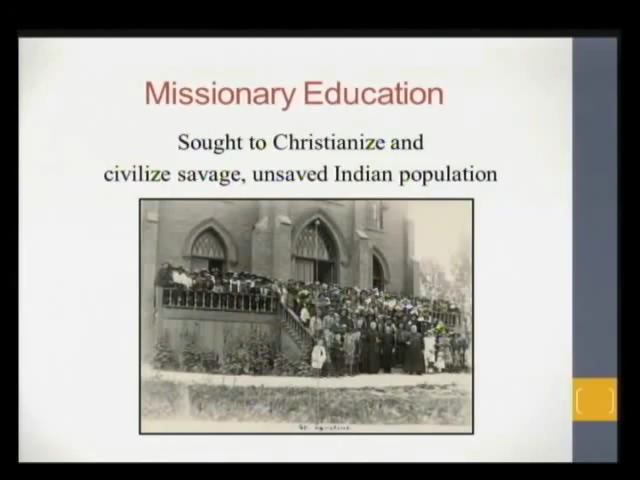 Missionary Education
Sought to Christianize and
civilize savage, unsaved Indian population